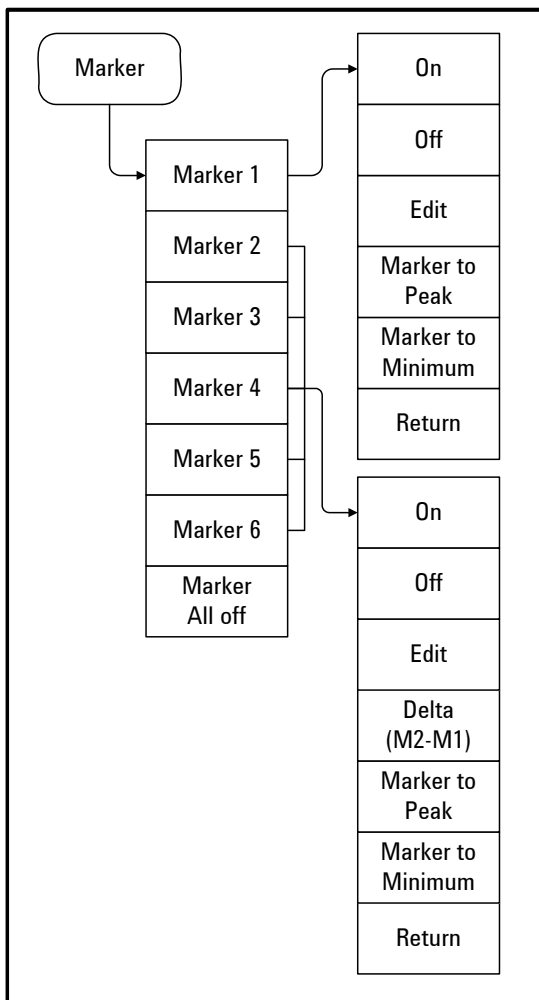 Marker
Marker 1
Marker 2
Marker 3
Marker 4
Marker 5
Marker 6
Marker
All off
On
Off
Edit
Marker to
Peak
Marker to
Minimum
Return
On
Off
Edit
Delta
(M2-M1)
Marker to
Peak
Marker to
Minimum
Return